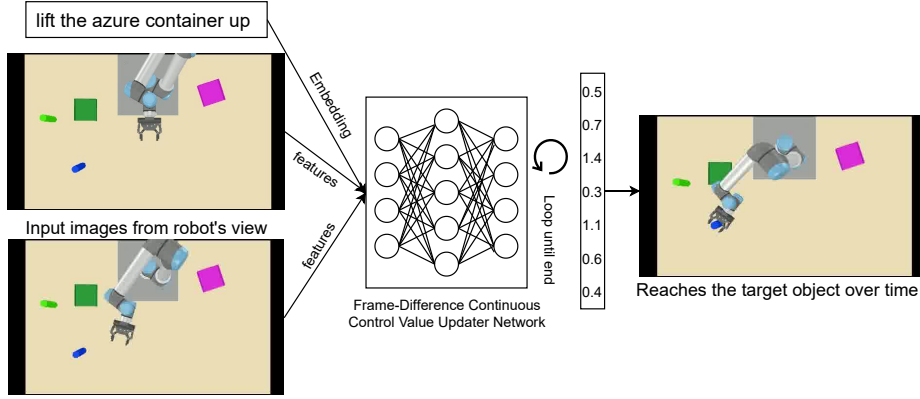 lift the azure container up
Embedding
features
Input images from robot's view
features
Frame-Difference Continuous
Control Value Updater Network
Loop until end
0.5
0.7
1.4
0.3
1.1
0.6
0.4
Reaches the target object over time